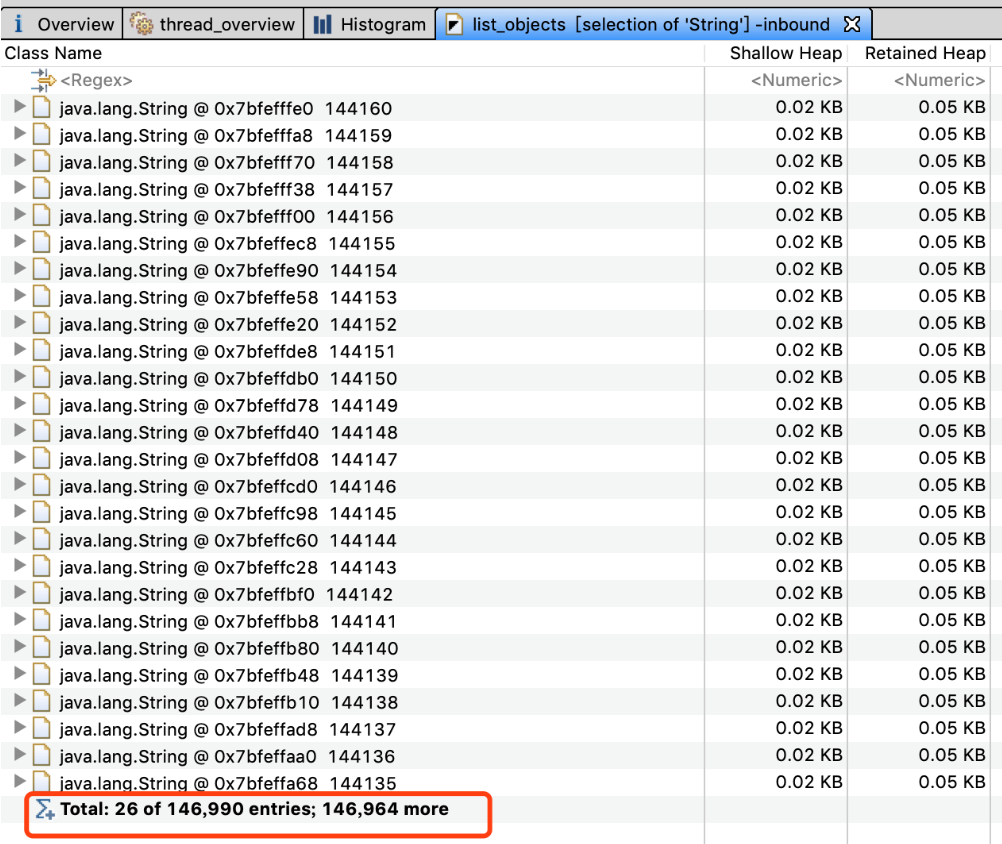 i Overview thread_overview Histogram list_objects [selection of 'String'] -inbound
Class Name Shallow Heap Retained Heap
<Regex> <Numeric> <Numeric>
java.lang.String @ 0x7bfefffe0 144160 0.02 KB 0.05 KB
java.lang.String @ 0x7bfefffa8 144159 0.02 KB 0.05 KB
java.lang.String @ 0x7bfefff70 144158 0.02 KB 0.05 KB
java.lang.String @ 0x7bfefff38 144157 0.02 KB 0.05 KB
java.lang.String @ 0x7bfefff00 144156 0.02 KB 0.05 KB
java.lang.String @ 0x7bfeffec8 144155 0.02 KB 0.05 KB
java.lang.String @ 0x7bfeffe90 144154 0.02 KB 0.05 KB
java.lang.String @ 0x7bfeffe58 144153 0.02 KB 0.05 KB
java.lang.String @ 0x7bfeffe20 144152 0.02 KB 0.05 KB
java.lang.String @ 0x7bfeffde8 144151 0.02 KB 0.05 KB
java.lang.String @ 0x7bfeffdb0 144150 0.02 KB 0.05 KB
java.lang.String @ 0x7bfeffd78 144149 0.02 KB 0.05 KB
java.lang.String @ 0x7bfeffd40 144148 0.02 KB 0.05 KB
java.lang.String @ 0x7bfeffd08 144147 0.02 KB 0.05 KB
java.lang.String @ 0x7bfeffcd0 144146 0.02 KB 0.05 KB
java.lang.String @ 0x7bfeffc98 144145 0.02 KB 0.05 KB
java.lang.String @ 0x7bfeffc60 144144 0.02 KB 0.05 KB
java.lang.String @ 0x7bfeffc28 144143 0.02 KB 0.05 KB
java.lang.String @ 0x7bfeffbf0 144142 0.02 KB 0.05 KB
java.lang.String @ 0x7bfeffbb8 144141 0.02 KB 0.05 KB
java.lang.String @ 0x7bfeffb80 144140 0.02 KB 0.05 KB
java.lang.String @ 0x7bfeffb48 144139 0.02 KB 0.05 KB
java.lang.String @ 0x7bfeffb10 144138 0.02 KB 0.05 KB
java.lang.String @ 0x7bfeffad8 144137 0.02 KB 0.05 KB
java.lang.String @ 0x7bfeffaa0 144136 0.02 KB 0.05 KB
java.lang.String @ 0x7bfeffa68 144135 0.02 KB 0.05 KB
Total: 26 of 146,990 entries; 146,964 more